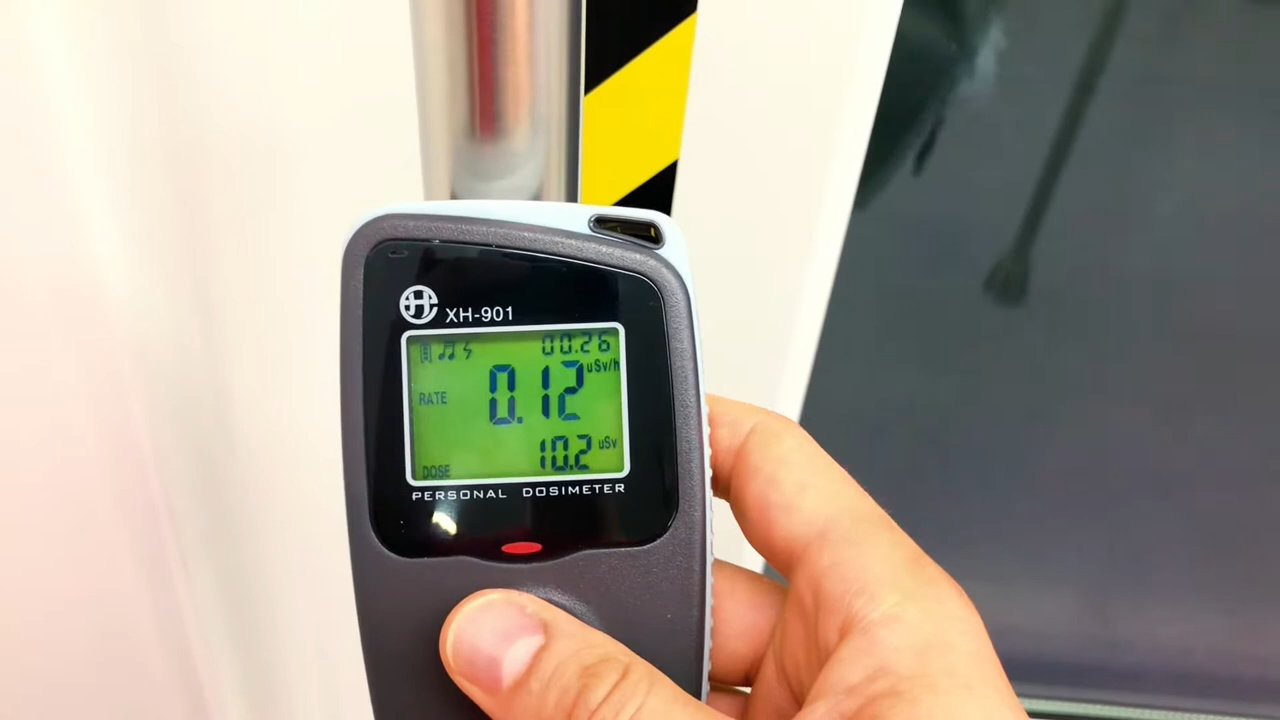 XH-901
00:26
RATE 0.12 uSv/h
DOSE 10.2 uSv
PERSONAL DOSIMETER